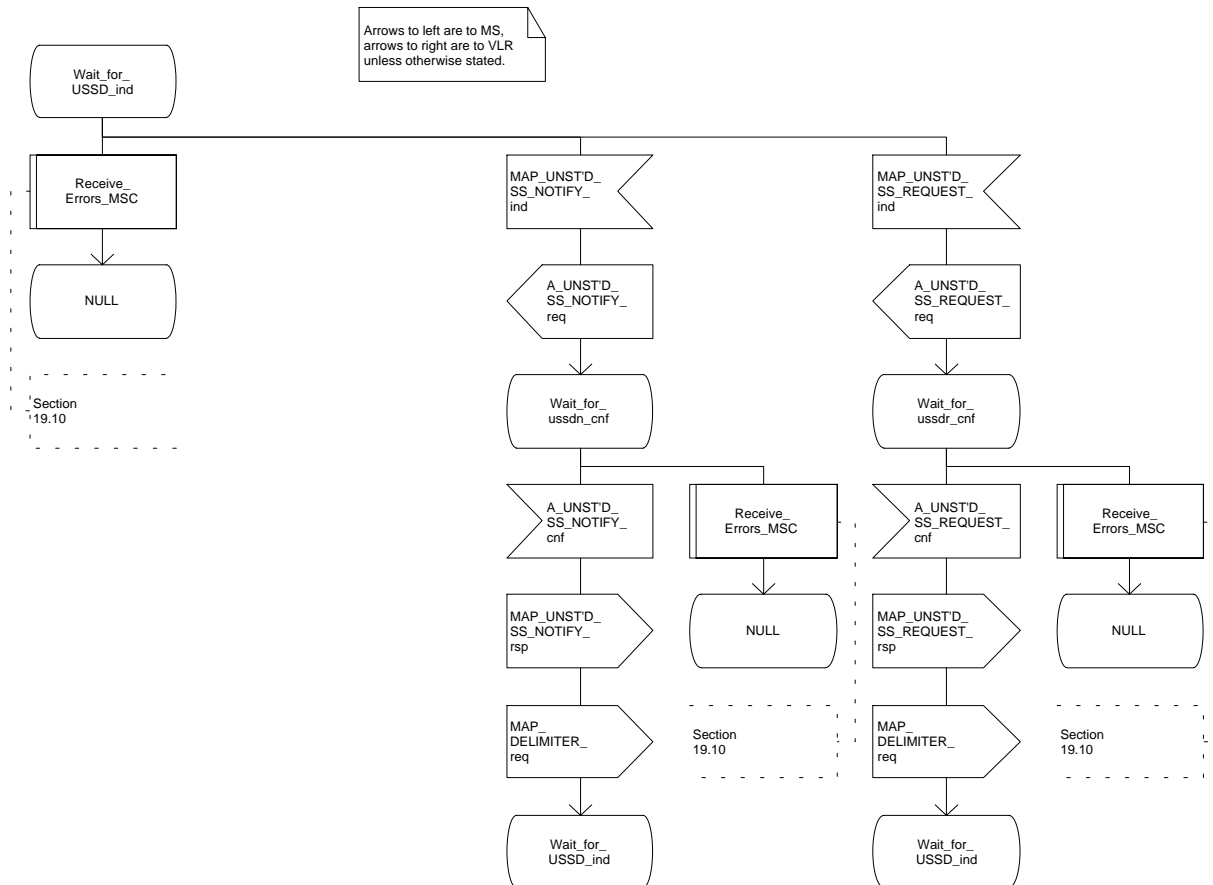 Arrows to left are to MS,
arrows to right are to VLR
unless otherwise stated.
Wait_for_
USSD_ind
Receive_
Errors_MSC
MAP_UNST'D_
SS_NOTIFY_
ind
MAP_UNST'D_
SS_REQUEST_
ind
NULL
A_UNST'D_
SS_NOTIFY_
req
A_UNST'D_
SS_REQUEST_
req
Section
19.10
Wait_for_
ussdn_cnf
Wait_for_
ussdr_cnf
A_UNST'D_
SS_NOTIFY_
cnf
Receive_
Errors_MSC
A_UNST'D_
SS_REQUEST_
cnf
Receive_
Errors_MSC
MAP_UNST'D_
SS_NOTIFY_
rsp
NULL
MAP_UNST'D_
SS_REQUEST_
rsp
NULL
MAP_
DELIMITER_
req
Section
19.10
MAP_
DELIMITER_
req
Section
19.10
Wait_for_
USSD_ind
Wait_for_
USSD_ind